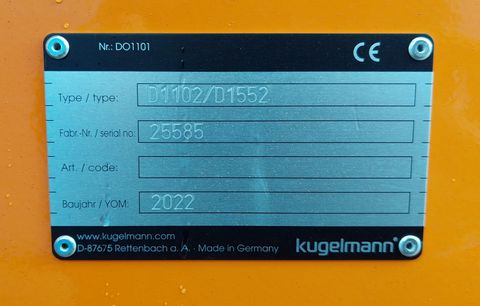 Nr.: DO1101
CE
Type / type: D1102/D1552
Fabr.-Nr. / serial no: 25585
Art. / code:
Baujahr / YOM: 2022
www.kugelmann.com
D-87675 Rettenbach a. A. · Made in Germany
kugelmann